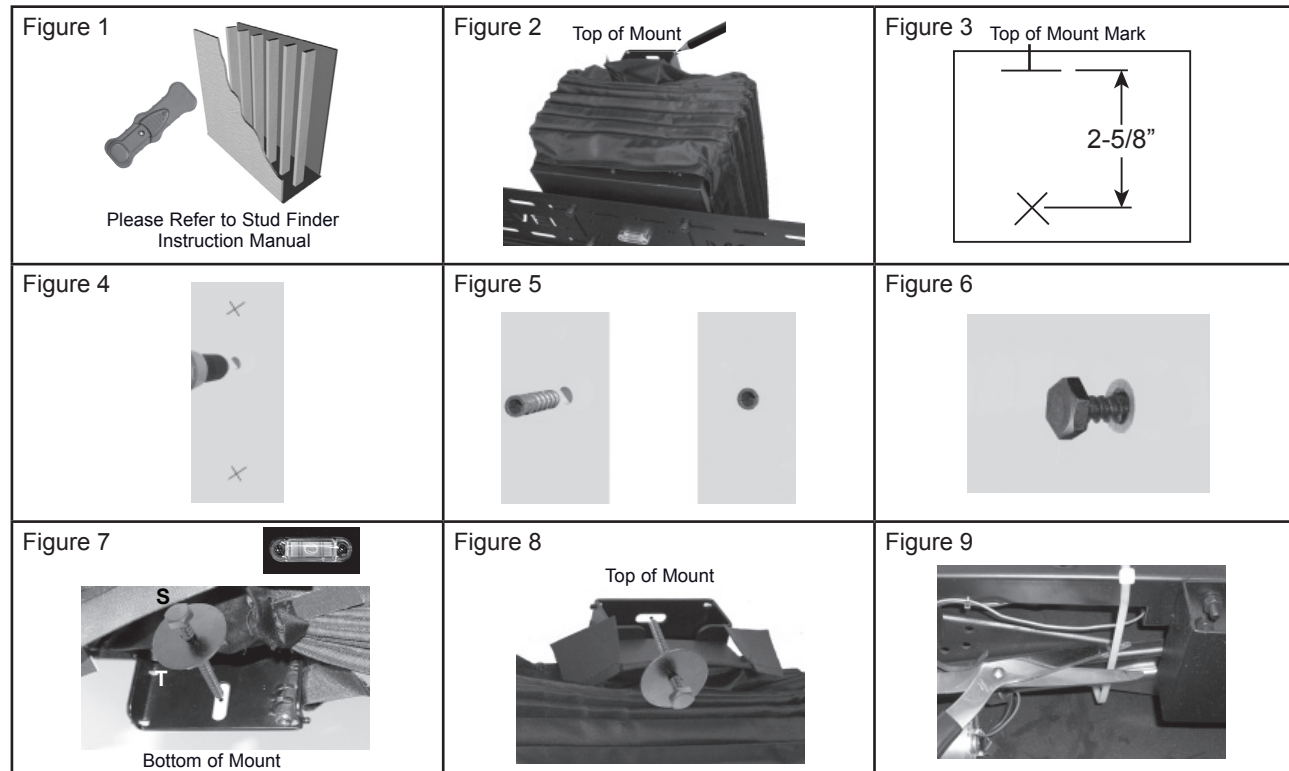 Figure 1
Please Refer to Stud Finder
Instruction Manual
Figure 2
Top of Mount
Figure 3
Top of Mount Mark
2-5/8”
Figure 4
Figure 5
Figure 6
Figure 7
S
T
Bottom of Mount
Figure 8
Top of Mount
Figure 9